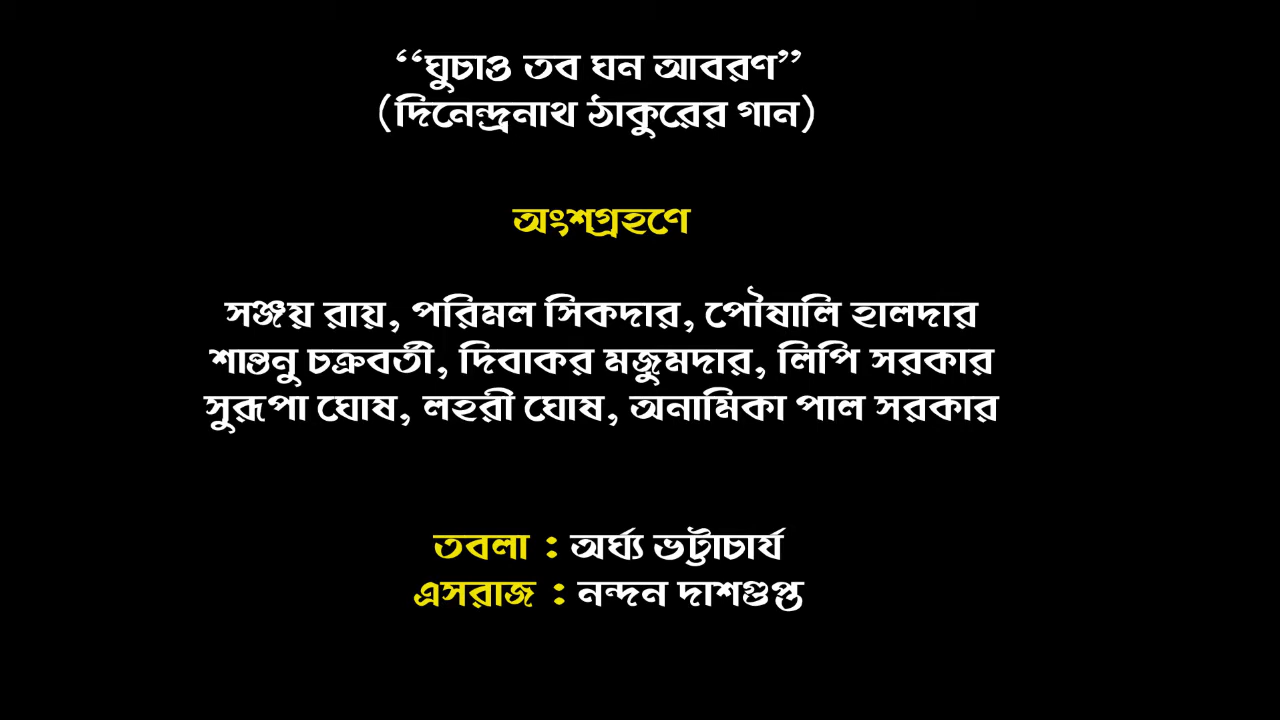 “ঘুচাও তব ঘন আবরণ”
(দিনেন্দ্রনাথ ঠাকুরের গান)
অংশগ্রহণে
সঞ্জয় রায়, পরিমল সিকদার, পৌষালি হালদার
শান্তনু চক্রবর্তী, দিবাকর মজুমদার, লিপি সরকার
সুরূপা ঘোষ, লহরী ঘোষ, অনামিকা পাল সরকার
তবলা : অর্ঘ্য ভট্টাচার্য
এসরাজ : নন্দন দাশগুপ্ত